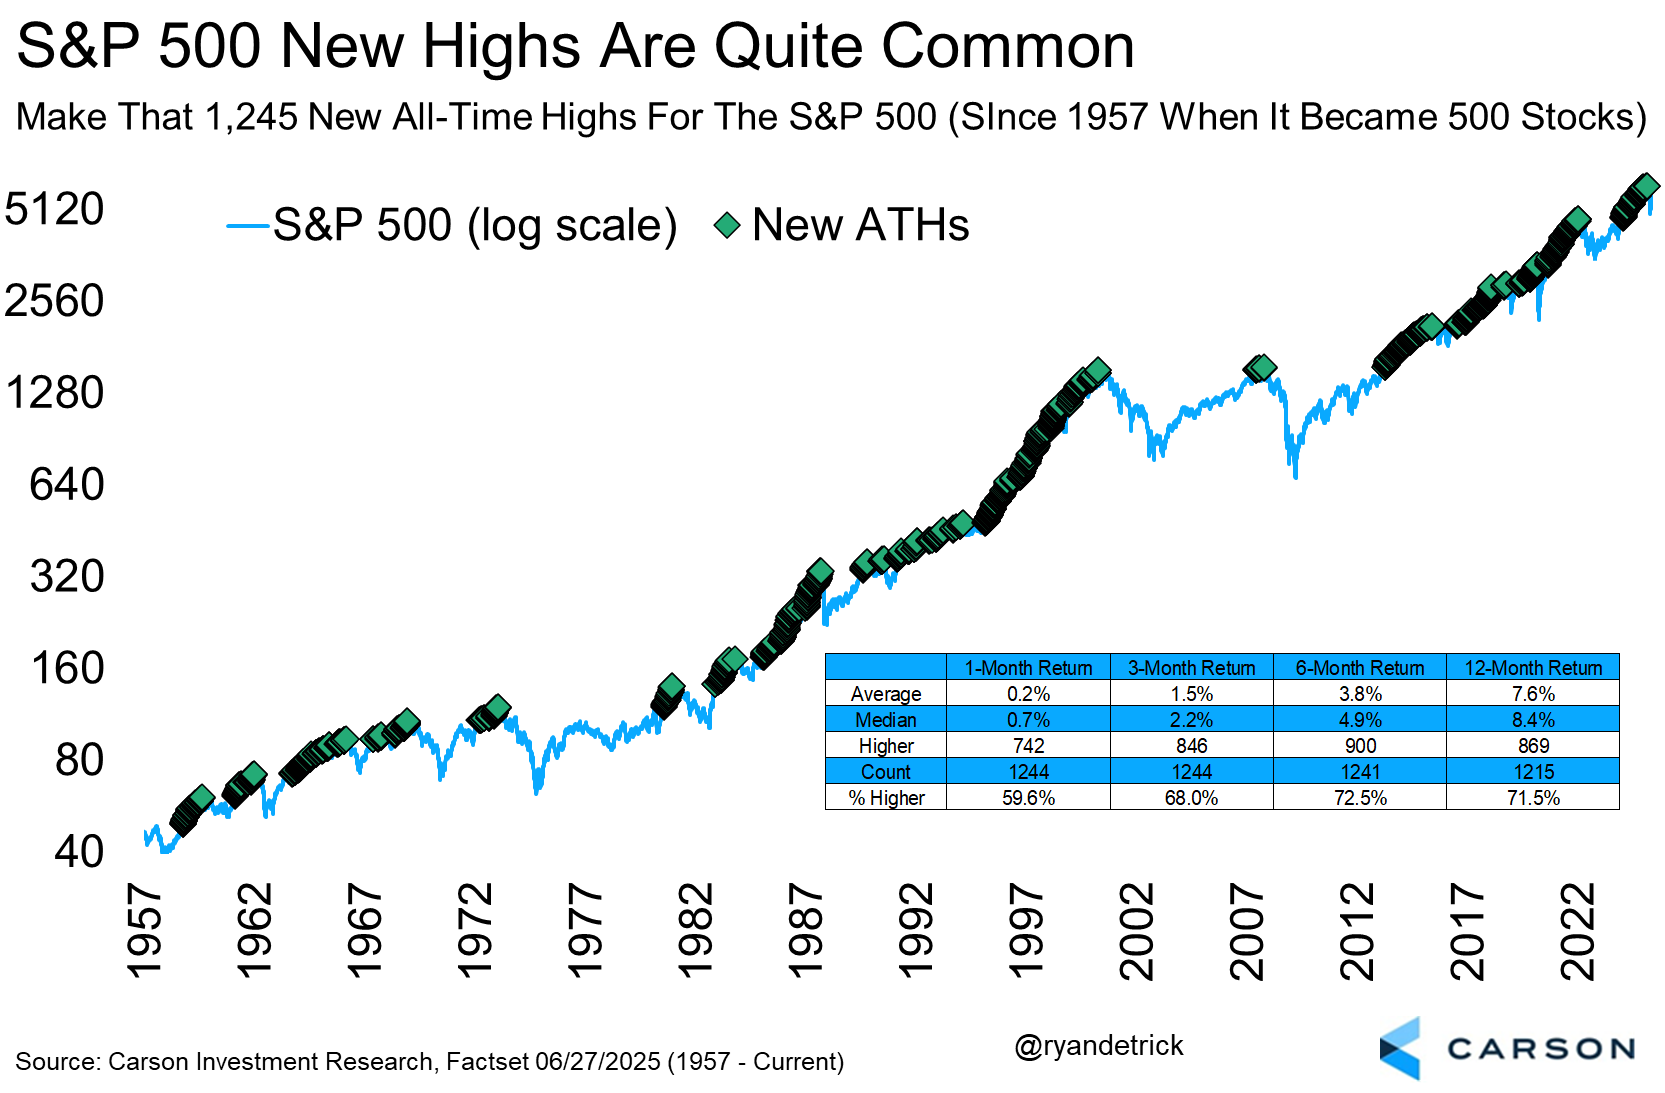 S&P 500 New Highs Are Quite Common
Make That 1,245 New All-Time Highs For The S&P 500 (SInce 1957 When It Became 500 Stocks)
S&P 500 (log scale) New ATHs
5120
2560
1280
640
320
160
80
40
1-Month Return 3-Month Return 6-Month Return 12-Month Return
Average 0.2% 1.5% 3.8% 7.6%
Median 0.7% 2.2% 4.9% 8.4%
Higher 742 846 900 869
Count 1244 1244 1241 1215
% Higher 59.6% 68.0% 72.5% 71.5%
1957 1962 1967 1972 1977 1982 1987 1992 1997 2002 2007 2012 2017 2022
Source: Carson Investment Research, Factset 06/27/2025 (1957 - Current)
@ryandetrick
CARSON